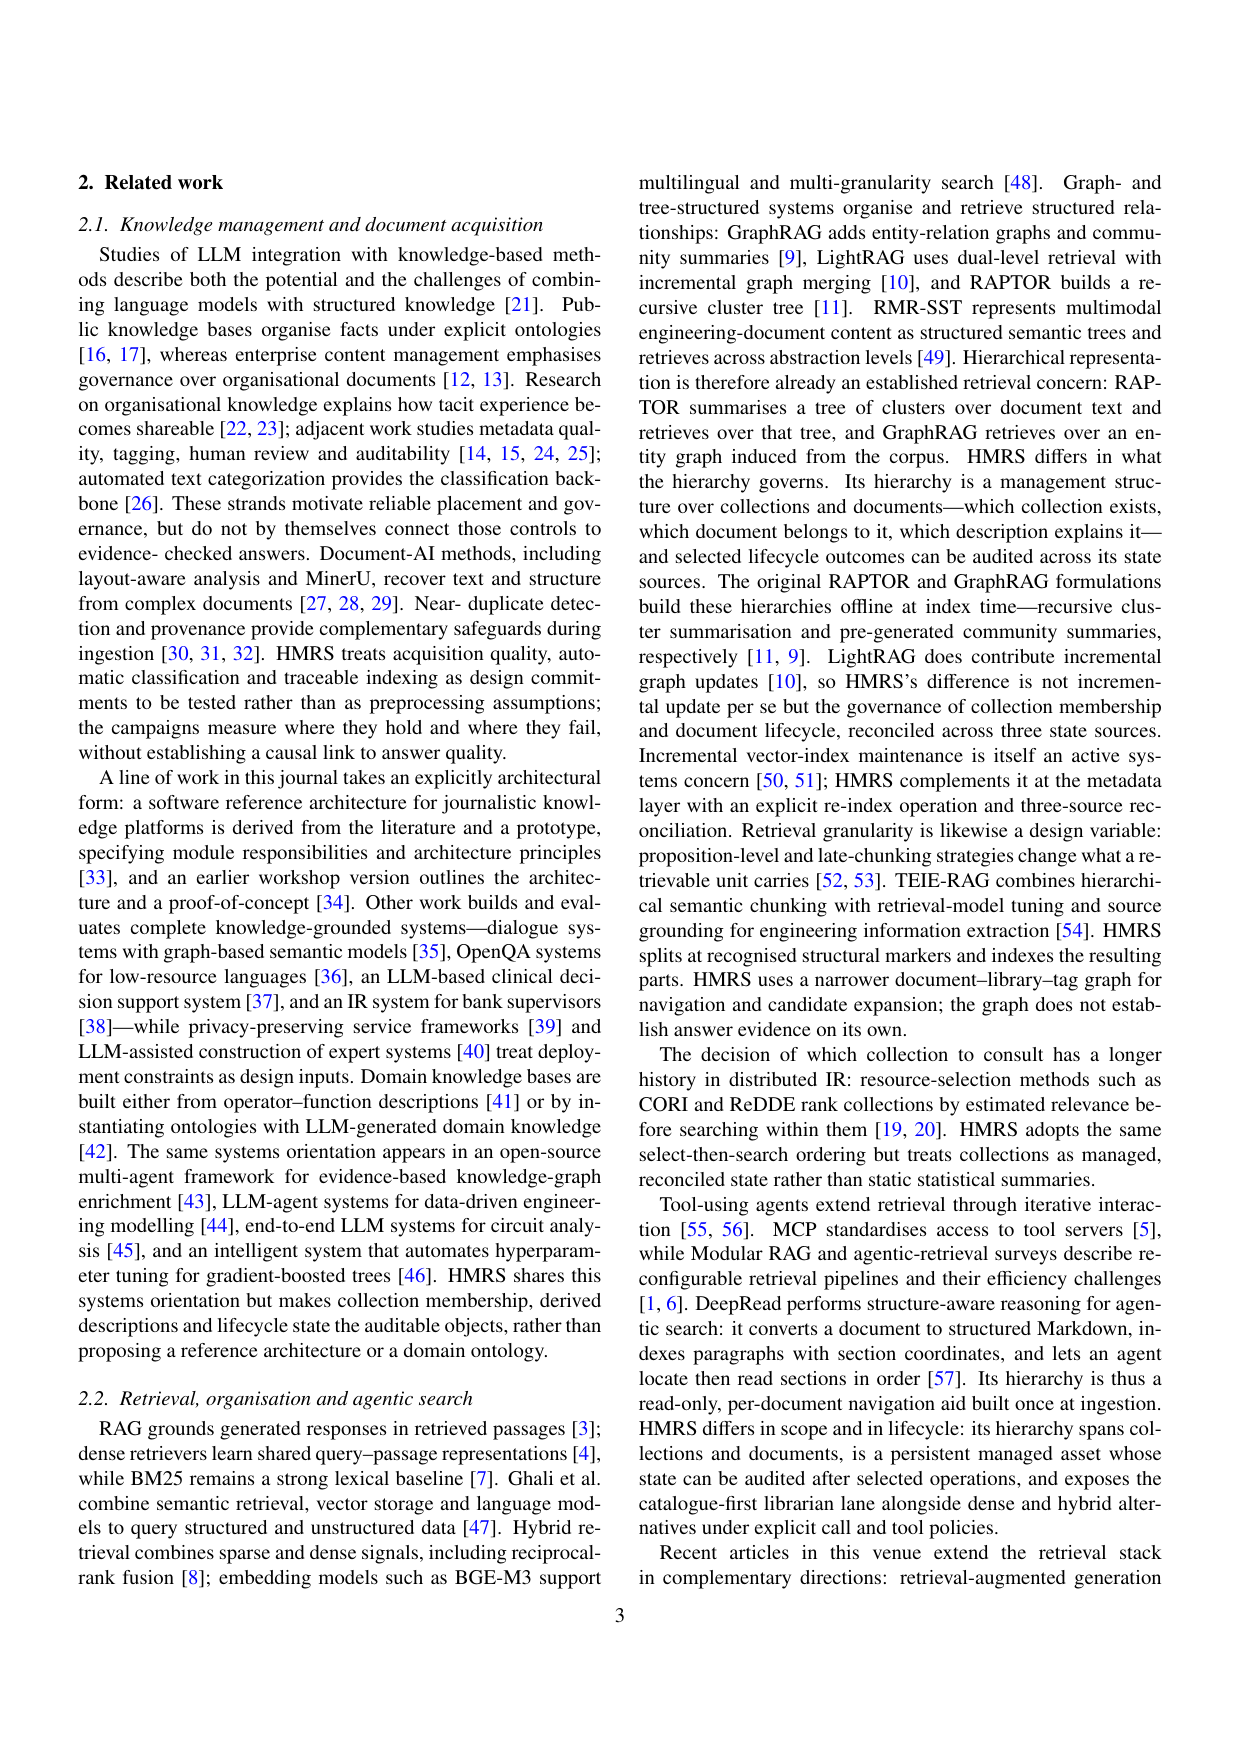 2. Related work
2.1. Knowledge management and document acquisition
Studies of LLM integration with knowledge-based meth-
ods describe both the potential and the challenges of combin-
ing language models with structured knowledge [21]. Pub-
lic knowledge bases organise facts under explicit ontologies
[16, 17], whereas enterprise content management emphasises
governance over organisational documents [12, 13]. Research
on organisational knowledge explains how tacit experience be-
comes shareable [22, 23]; adjacent work studies metadata qual-
ity, tagging, human review and auditability [14, 15, 24, 25];
automated text categorization provides the classification back-
bone [26]. These strands motivate reliable placement and gov-
ernance, but do not by themselves connect those controls to
evidence- checked answers. Document-AI methods, including
layout-aware analysis and MinerU, recover text and structure
from complex documents [27, 28, 29]. Near- duplicate detec-
tion and provenance provide complementary safeguards during
ingestion [30, 31, 32]. HMRS treats acquisition quality, auto-
matic classification and traceable indexing as design commit-
ments to be tested rather than as preprocessing assumptions;
the campaigns measure where they hold and where they fail,
without establishing a causal link to answer quality.
A line of work in this journal takes an explicitly architectural
form: a software reference architecture for journalistic knowl-
edge platforms is derived from the literature and a prototype,
specifying module responsibilities and architecture principles
[33], and an earlier workshop version outlines the architec-
ture and a proof-of-concept [34]. Other work builds and eval-
uates complete knowledge-grounded systems—dialogue sys-
tems with graph-based semantic models [35], OpenQA systems
for low-resource languages [36], an LLM-based clinical deci-
sion support system [37], and an IR system for bank supervisors
[38]—while privacy-preserving service frameworks [39] and
LLM-assisted construction of expert systems [40] treat deploy-
ment constraints as design inputs. Domain knowledge bases are
built either from operator–function descriptions [41] or by in-
stantiating ontologies with LLM-generated domain knowledge
[42]. The same systems orientation appears in an open-source
multi-agent framework for evidence-based knowledge-graph
enrichment [43], LLM-agent systems for data-driven engineer-
ing modelling [44], end-to-end LLM systems for circuit analy-
sis [45], and an intelligent system that automates hyperparam-
eter tuning for gradient-boosted trees [46]. HMRS shares this
systems orientation but makes collection membership, derived
descriptions and lifecycle state the auditable objects, rather than
proposing a reference architecture or a domain ontology.
2.2. Retrieval, organisation and agentic search
RAG grounds generated responses in retrieved passages [3];
dense retrievers learn shared query–passage representations [4],
while BM25 remains a strong lexical baseline [7]. Ghali et al.
combine semantic retrieval, vector storage and language mod-
els to query structured and unstructured data [47]. Hybrid re-
trieval combines sparse and dense signals, including reciprocal-
rank fusion [8]; embedding models such as BGE-M3 support
multilingual and multi-granularity search [48]. Graph- and
tree-structured systems organise and retrieve structured rela-
tionships: GraphRAG adds entity-relation graphs and commu-
nity summaries [9], LightRAG uses dual-level retrieval with
incremental graph merging [10], and RAPTOR builds a re-
cursive cluster tree [11]. RMR-SST represents multimodal
engineering-document content as structured semantic trees and
retrieves across abstraction levels [49]. Hierarchical representa-
tion is therefore already an established retrieval concern: RAP-
TOR summarises a tree of clusters over document text and
retrieves over that tree, and GraphRAG retrieves over an en-
tity graph induced from the corpus. HMRS differs in what
the hierarchy governs. Its hierarchy is a management struc-
ture over collections and documents—which collection exists,
which document belongs to it, which description explains it—
and selected lifecycle outcomes can be audited across its state
sources. The original RAPTOR and GraphRAG formulations
build these hierarchies offline at index time—recursive clus-
ter summarisation and pre-generated community summaries,
respectively [11, 9]. LightRAG does contribute incremental
graph updates [10], so HMRS's difference is not incremen-
tal update per se but the governance of collection membership
and document lifecycle, reconciled across three state sources.
Incremental vector-index maintenance is itself an active sys-
tems concern [50, 51]; HMRS complements it at the metadata
layer with an explicit re-index operation and three-source rec-
onciliation. Retrieval granularity is likewise a design variable:
proposition-level and late-chunking strategies change what a re-
trievable unit carries [52, 53]. TEIE-RAG combines hierarchi-
cal semantic chunking with retrieval-model tuning and source
grounding for engineering information extraction [54]. HMRS
splits at recognised structural markers and indexes the resulting
parts. HMRS uses a narrower document–library–tag graph for
navigation and candidate expansion; the graph does not estab-
lish answer evidence on its own.
The decision of which collection to consult has a longer
history in distributed IR: resource-selection methods such as
CORI and ReDDE rank collections by estimated relevance be-
fore searching within them [19, 20]. HMRS adopts the same
select-then-search ordering but treats collections as managed,
reconciled state rather than static statistical summaries.
Tool-using agents extend retrieval through iterative interac-
tion [55, 56]. MCP standardises access to tool servers [5],
while Modular RAG and agentic-retrieval surveys describe re-
configurable retrieval pipelines and their efficiency challenges
[1, 6]. DeepRead performs structure-aware reasoning for agen-
tic search: it converts a document to structured Markdown, in-
dexes paragraphs with section coordinates, and lets an agent
locate then read sections in order [57]. Its hierarchy is thus a
read-only, per-document navigation aid built once at ingestion.
HMRS differs in scope and in lifecycle: its hierarchy spans col-
lections and documents, is a persistent managed asset whose
state can be audited after selected operations, and exposes the
catalogue-first librarian lane alongside dense and hybrid alter-
natives under explicit call and tool policies.
Recent articles in this venue extend the retrieval stack
in complementary directions: retrieval-augmented generation
3